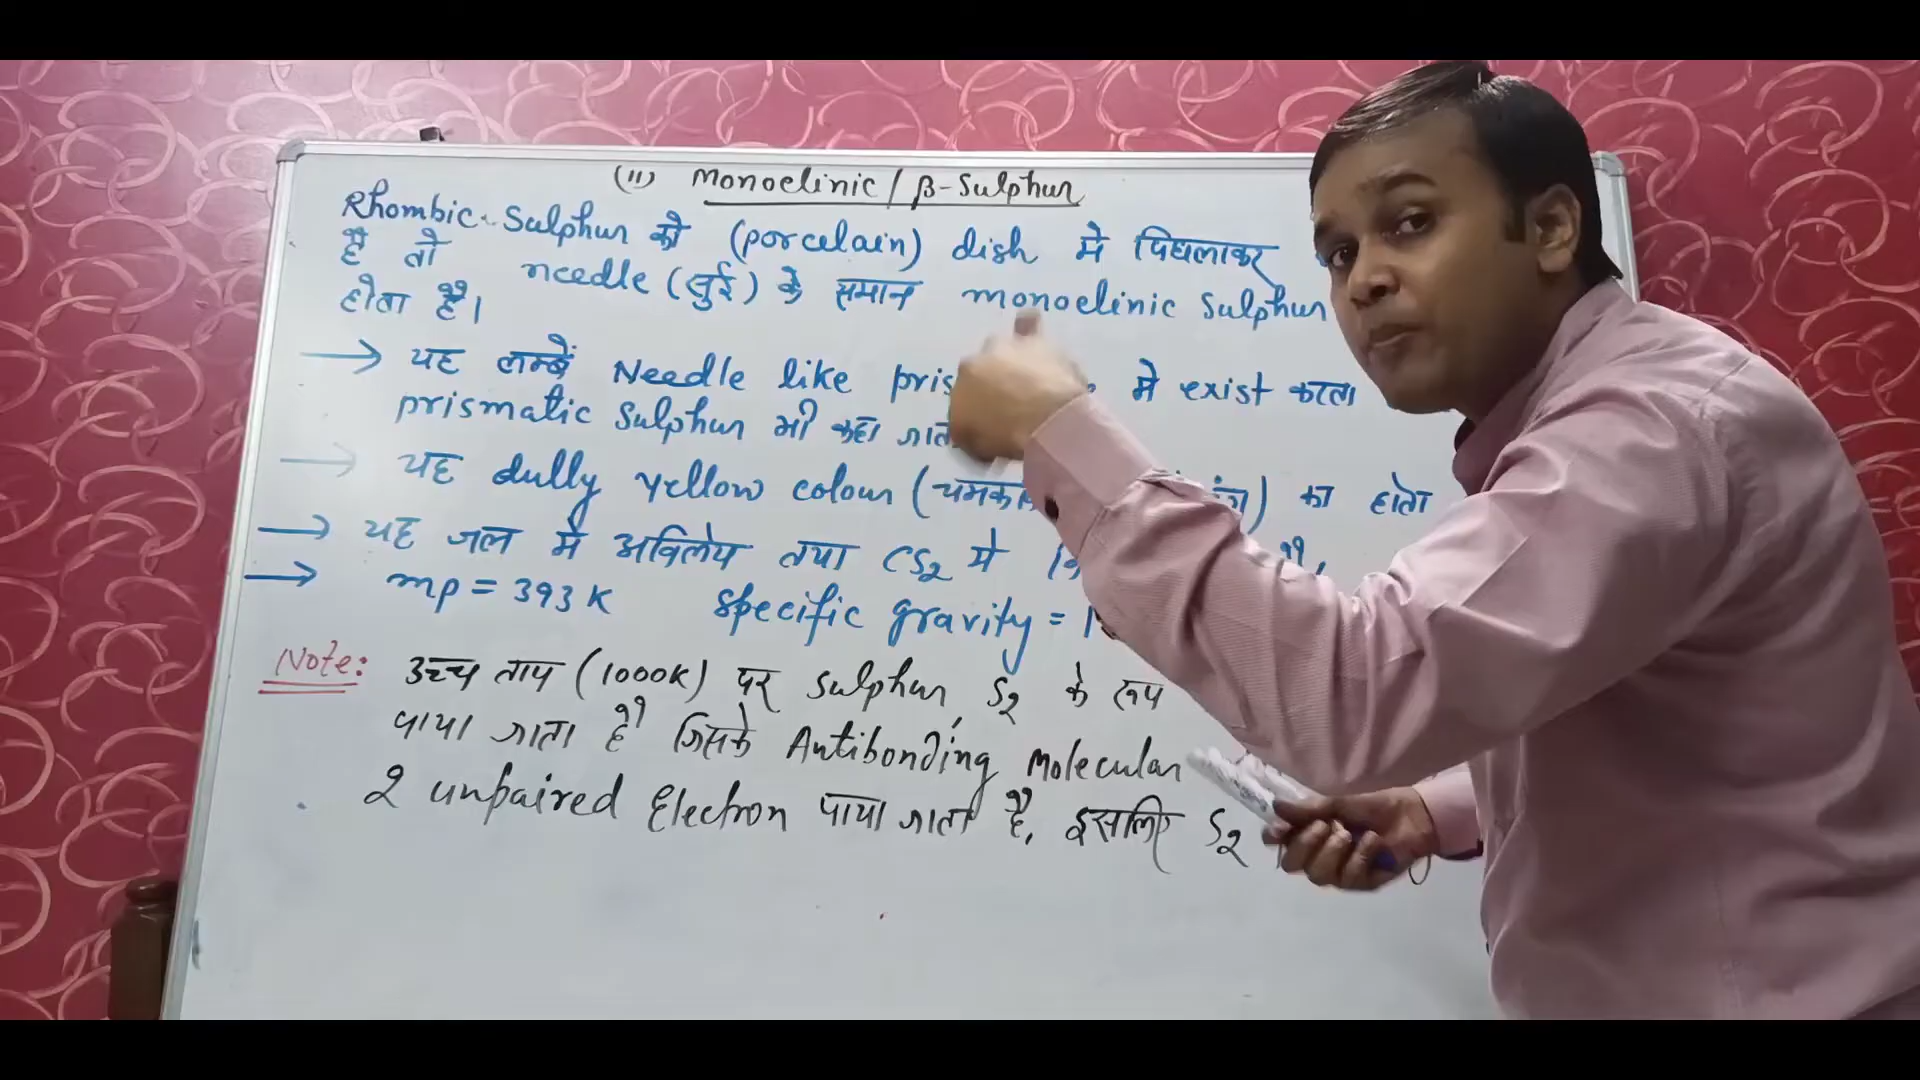 (ii) Monoclinic / β-Sulphur
Rhombic-Sulphur को (porcelain) dish मे पिघलाकर
है तो needle (सुई) के समान monoclinic Sulphur
होता है।
→ यह लम्बें Needle like मे exist करता
prismatic Sulphur भी कहा
→ यह dully yellow colour ( का होता
→ यह जल मे अविलेय तथा CS2 मे
→ mp = 393 K specific gravity =
Note: उच्च ताप (1000K) पर Sulphur, S2 के रूप
पाया जाता है जिसके Antibonding Molecular
2 unpaired Electron पाया जाता है, इसलिए S2